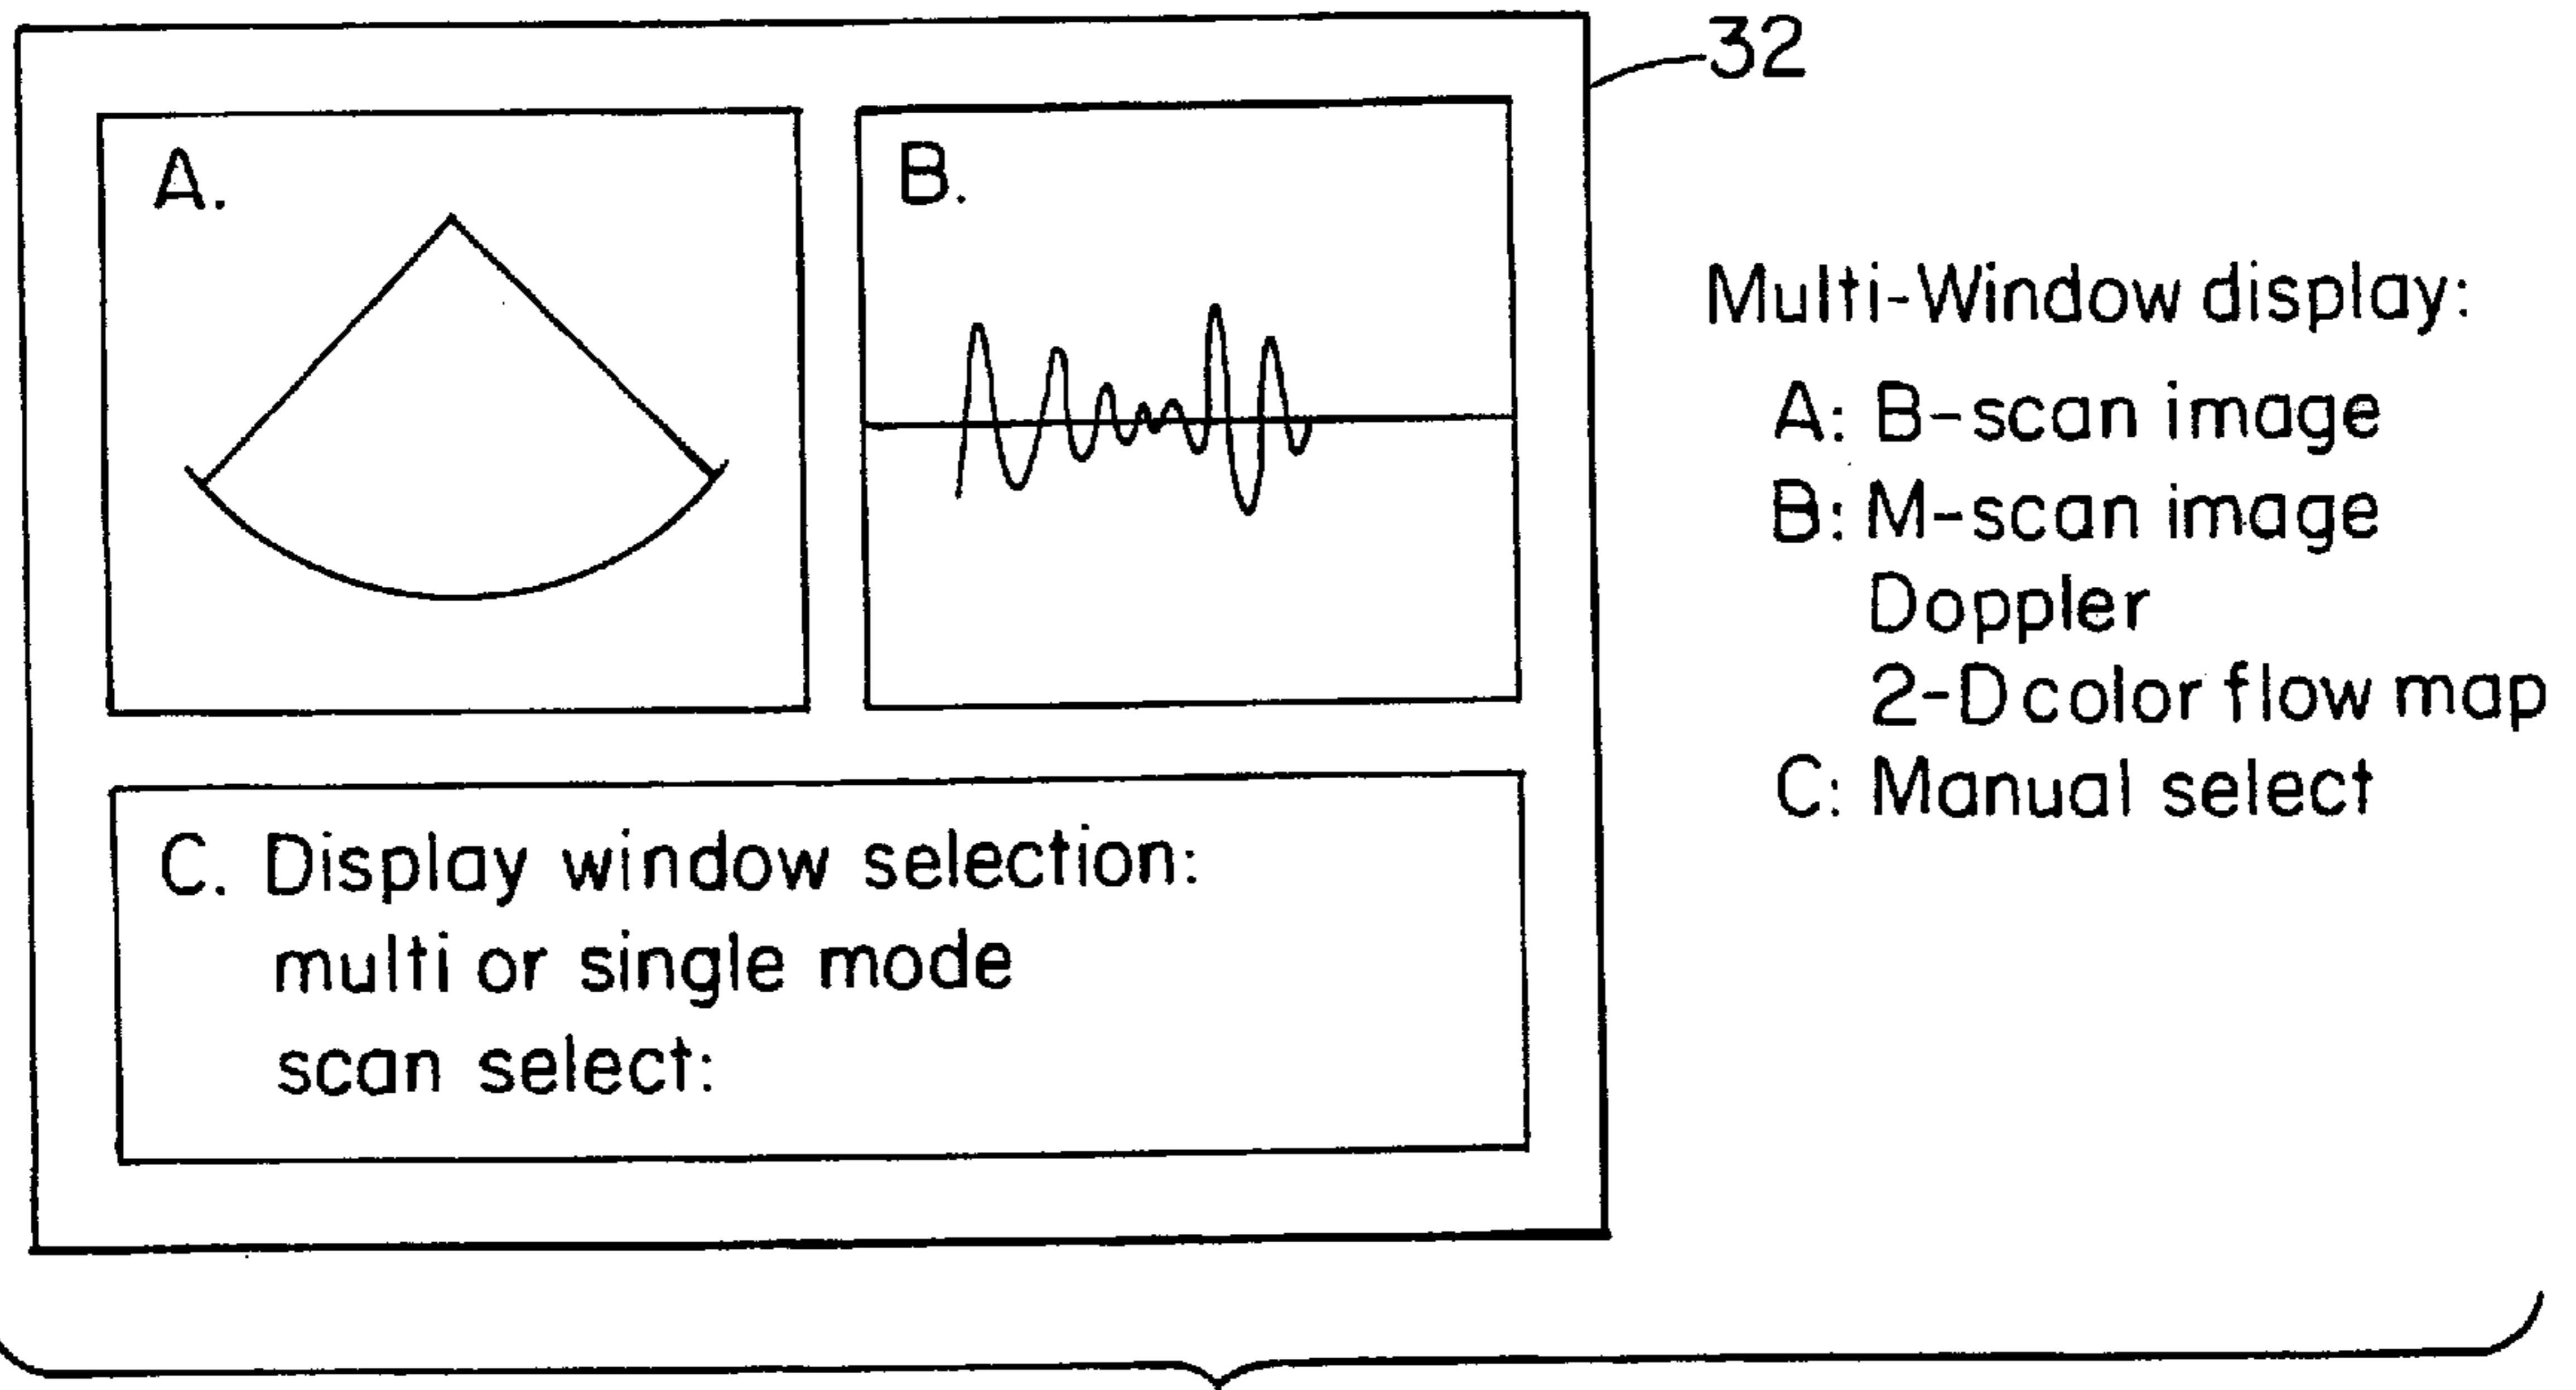 32
A.
B.
C. Display window selection:
multi or single mode
scan select:
Multi-Window display:
A: B-scan image
B: M-scan image
Doppler
2-D color flow map
C: Manual select